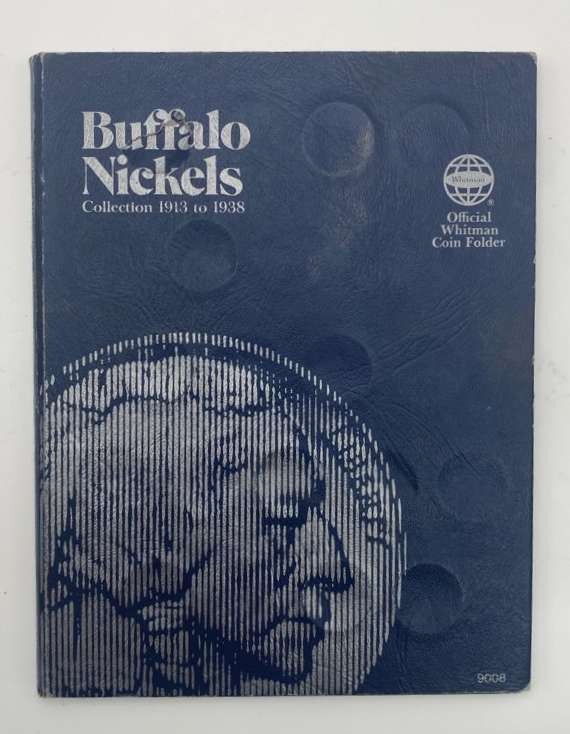 Buffalo
Nickels
Collection 1913 to 1938
Whitman
®
Official
Whitman
Coin Folder
9008